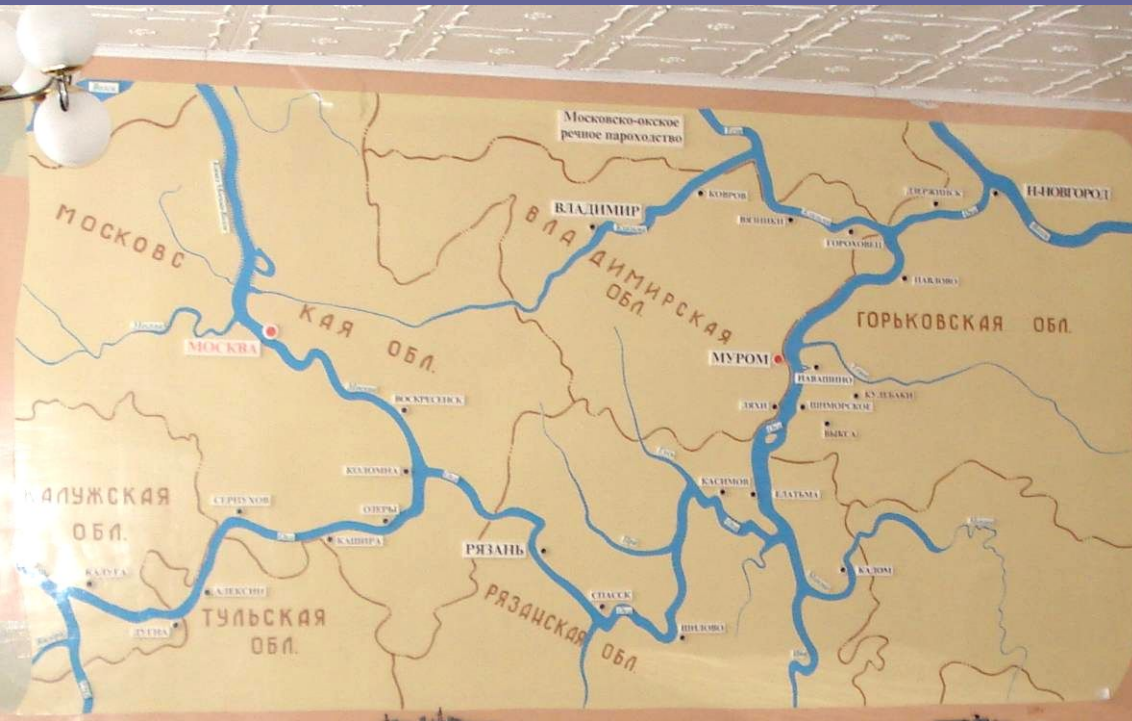 Московско-окское
речное пароходство
Н-НОВГОРОД
ДЗЕРЖИНСК
КОВРОВ
ВЛАДИМИР
ВЯЗНИКИ
ГОРОХОВЕЦ
ПАВЛОВО
МОСКОВС
КАЯ ОБЛ.
ВЛАДИМИРСКАЯ
ОБЛ.
ГОРЬКОВСКАЯ ОБЛ.
МОСКВА
МУРОМ
НАВАШИНО
КУЛЕБАКИ
ЛЯХИ
ШИМОРСКОЕ
ВЫКСА
ВОСКРЕСЕНСК
КОЛОМНА
КАСИМОВ
ЕЛАТЬМА
КАЛУЖСКАЯ
ОБЛ.
СЕРПУХОВ
ОЗЕРЫ
КАШИРА
РЯЗАНЬ
КАДОМ
КАЛУГА
АЛЕКСИН
СПАССК
РЯЗАНСКАЯ ОБЛ.
ТУЛЬСКАЯ
ОБЛ.
ШИЛОВО